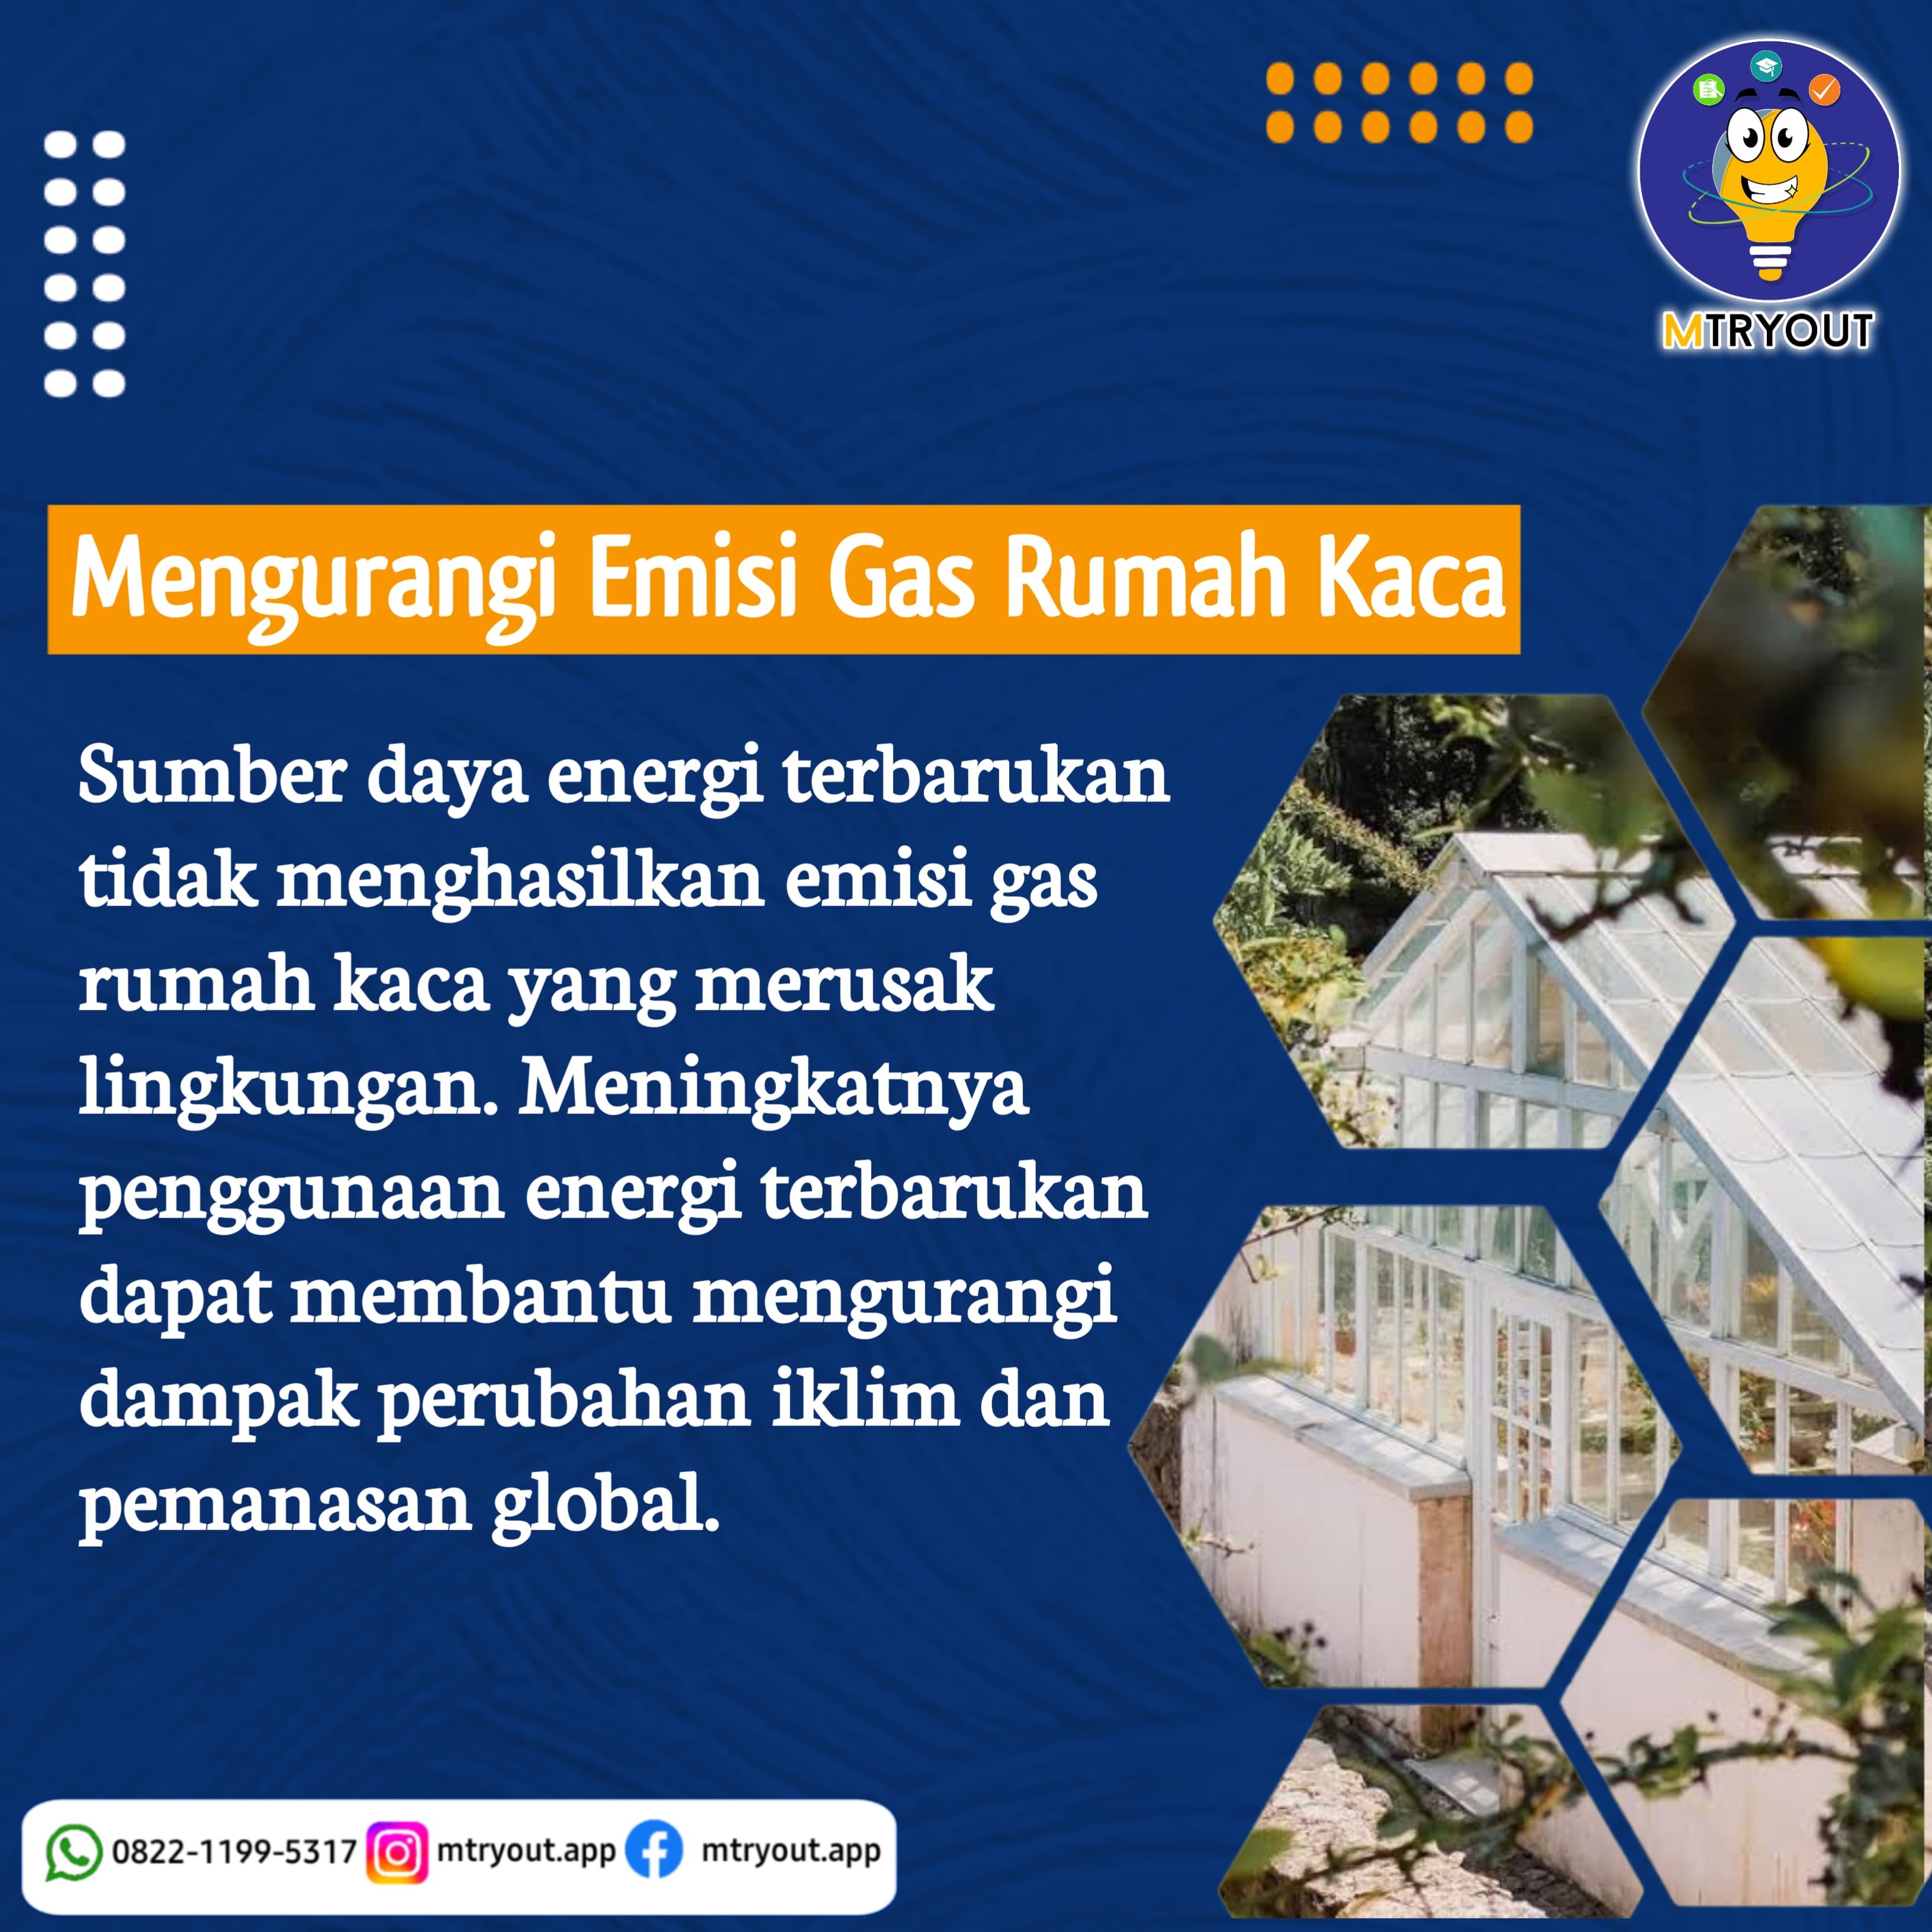 MTRYOUT
Mengurangi Emisi Gas Rumah Kaca
Sumber daya energi terbarukan
tidak menghasilkan emisi gas
rumah kaca yang merusak
lingkungan. Meningkatnya
penggunaan energi terbarukan
dapat membantu mengurangi
dampak perubahan iklim dan
pemanasan global.
0822-1199-5317 mtryout.app mtryout.app